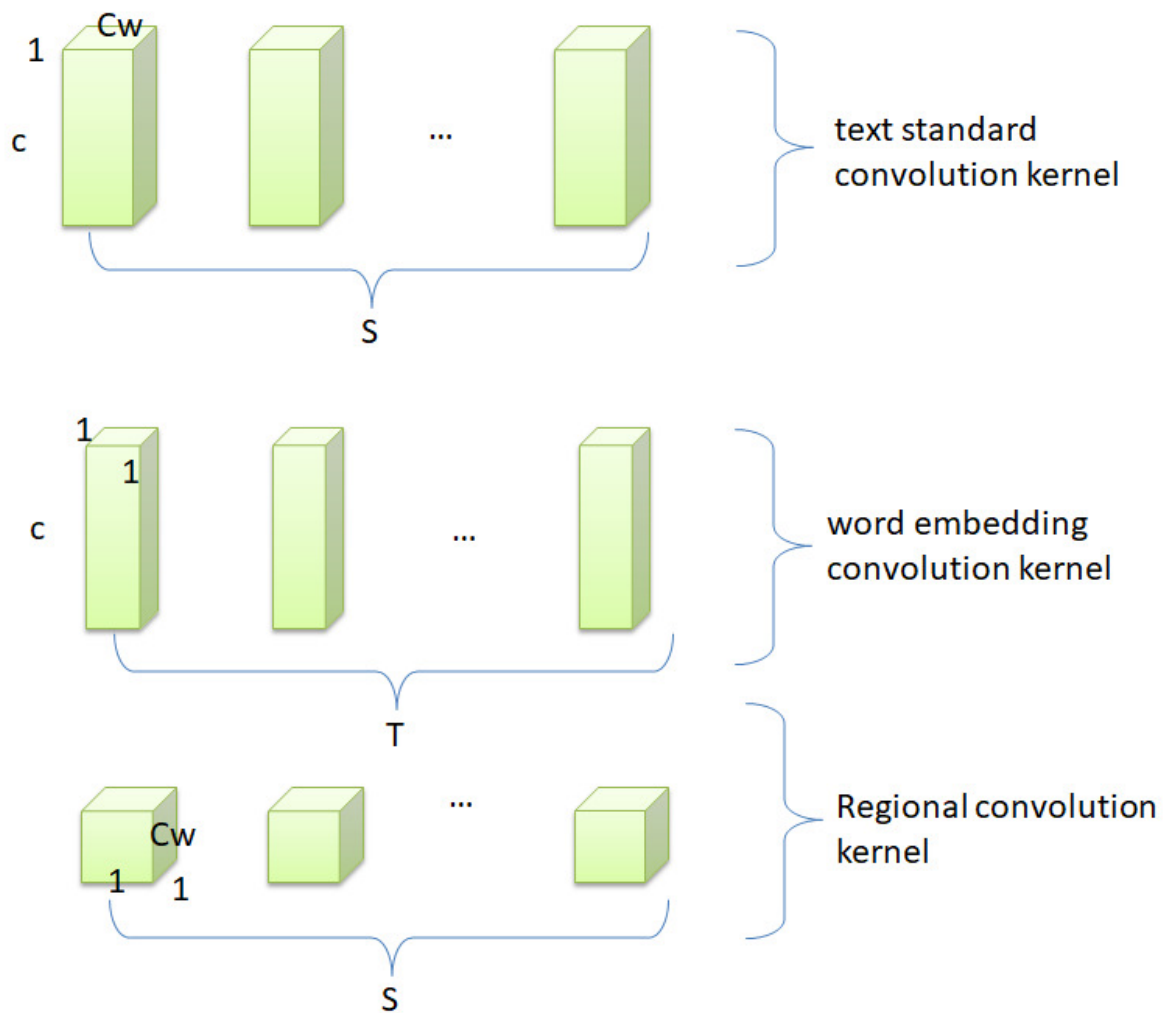 Cw
1
c
...
text standard
convolution kernel
S
1
1
c
...
word embedding
convolution kernel
T
...
Cw
1
1
Regional convolution
kernel
S